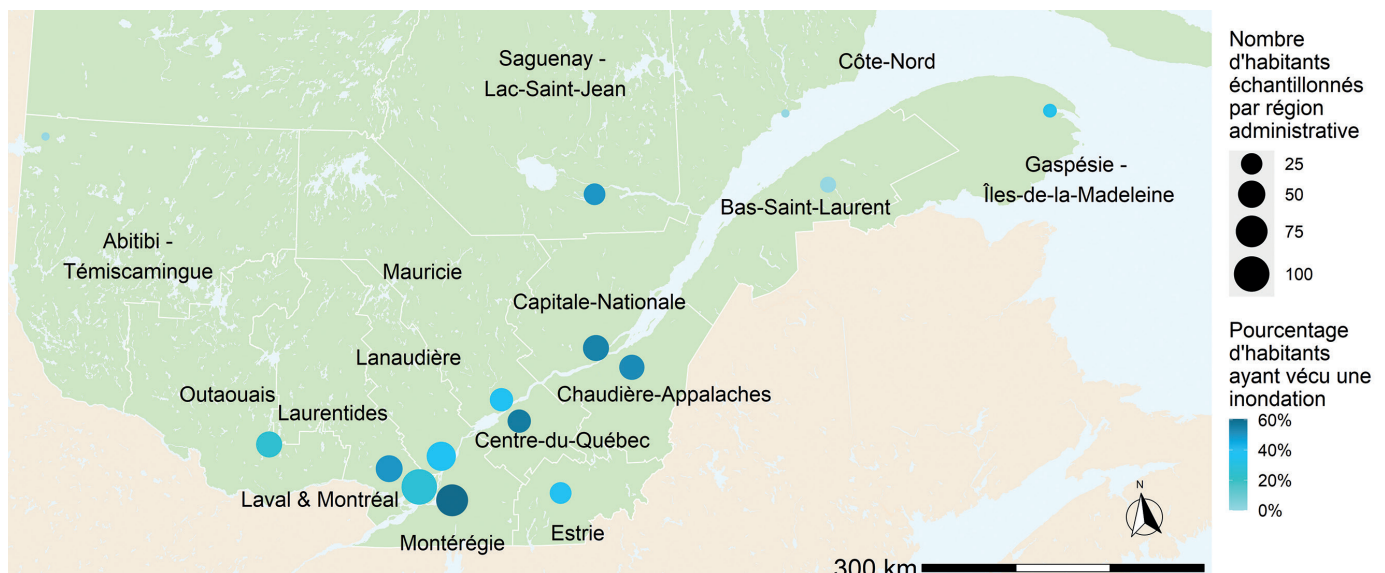 Saguenay -
Lac-Saint-Jean
Côte-Nord
Gaspésie -
Îles-de-la-Madeleine
Bas-Saint-Laurent
Abitibi -
Témiscamingue
Mauricie
Capitale-Nationale
Lanaudière
Outaouais
Laurentides
Chaudière-Appalaches
Centre-du-Québec
Laval & Montréal
Montérégie
Estrie
N
300 km
Nombre
d'habitants
échantillonnés
par région
administrative
25
50
75
100
Pourcentage
d'habitants
ayant vécu une
inondation
60%
40%
20%
0%